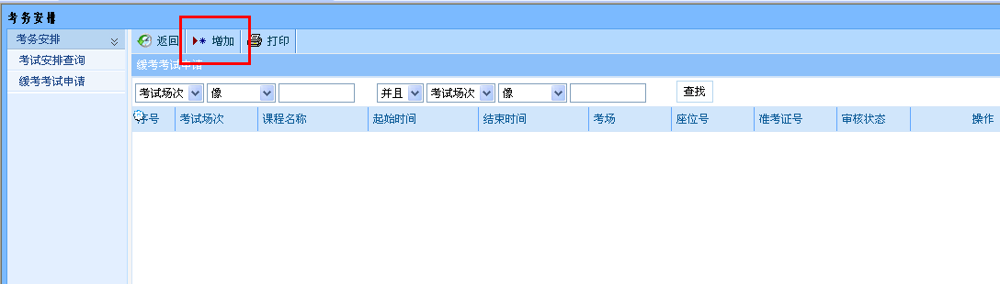 考务安排
考务安排
考试安排查询
缓考考试申请
返回 增加 打印
缓考考试申请
考试场次 像 并且 考试场次 像 查找
序号 考试场次 课程名称 起始时间 结束时间 考场 座位号 准考证号 审核状态 操作